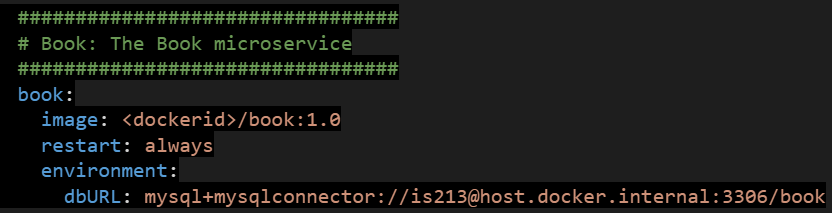 #################################
# Book: The Book microservice
#################################
book:
  image: <dockerid>/book:1.0
  restart: always
  environment:
    dbURL: mysql+mysqlconnector://is213@host.docker.internal:3306/book